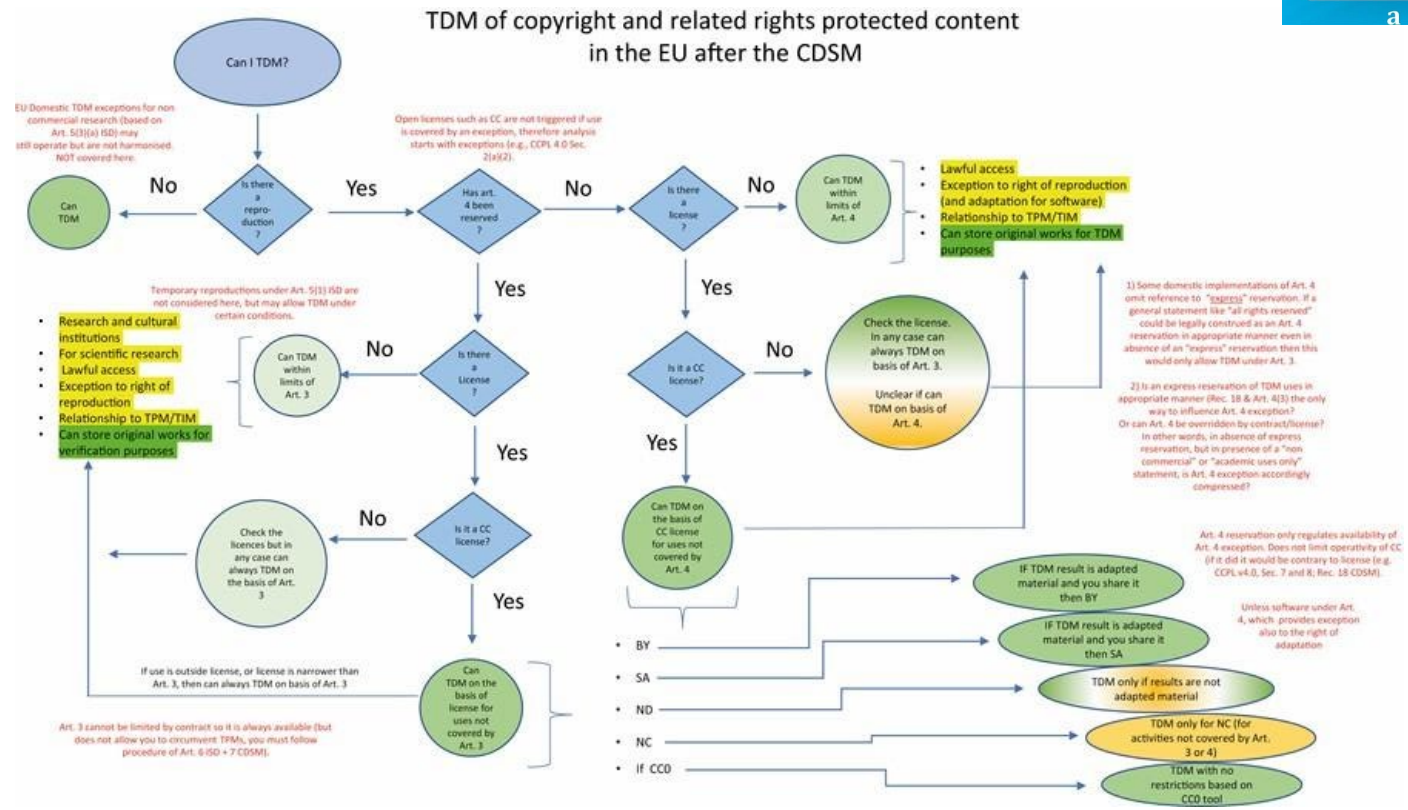 a
TDM of copyright and related rights protected content
in the EU after the CDSM
Can I TDM?
EU Domestic TDM exceptions for non
commercial research (based on
Art. 5(3)(a) ISD) may
still operate but are not harmonised
NOT covered here.
Open licenses such as CC are not triggered if use
is covered by an exception, therefore analysis
starts with exceptions (e.g., CCPL 4.0 Sec.
2(a)(2).
Can
TDM
No
Is there
a
repro-
duction
?
Yes
Has art.
4 been
reserved
?
No
Is there
a
license?
No
Can TDM
within
limits of
Art. 4
• Lawful access
• Exception to right of reproduction
(and adaptation for software)
• Relationship to TPM/TIM
• Can store original works for TDM
purposes
Yes
Yes
Temporary reproductions under Art. 5(1) ISD are
not considered here, but may allow TDM under
certain conditions.
• Research and cultural
institutions
• For scientific research
• Lawful access
• Exception to right of
reproduction
• Relationship to TPM/TIM
• Can store original works for
verification purposes
Can TDM
within
limits of
Art. 3
No
Is there
a
License
?
Is it a CC
license?
No
Check the license.
In any case can
always TDM on
basis of Art. 3.
Unclear if can
TDM on basis of
Art. 4.
1) Some domestic implementations of Art. 4
omit reference to "express" reservation. If a
general statement like "all rights reserved"
could be legally construed as an Art. 4
reservation in appropriate manner even in
absence of an "express" reservation then this
would only allow TDM under Art. 3.
2) Is an express reservation of TDM uses in
appropriate manner (Rec. 18 & Art. 4(3) the only
way to influence Art. 4 exception?
Or can Art. 4 be overridden by contract/license?
In other words, in absence of express
reservation, but in presence of a "non
commercial" or "academic uses only"
statement, is Art. 4 exception accordingly
compressed?
Yes
Yes
Check the
licences but in
any case can
always TDM on
the basis of Art.
3
No
Is it a CC
license?
Can TDM on
the basis of
CC license
for uses not
covered by
Art. 4
Art. 4 reservation only regulates availability of
Art. 4 exception. Does not limit operativity of CC
(if it did it would be contrary to license (e.g.
CCPL v4.0, Sec. 7 and 8; Rec. 18 CDSM).
Yes
IF TDM result is adapted
material and you share it
then BY
Unless software under Art.
4, which provides exception
also to the right of
adaptation
IF TDM result is adapted
material and you share it
then SA
If use is outside license, or license is narrower than
Art. 3, then can always TDM on basis of Art. 3
Can
TDM on the
basis of
license for
uses not
covered by
Art. 3
• BY
• SA
• ND
• NC
• If CC0
TDM only if results are not
adapted material
TDM only for NC (for
activities not covered by Art.
3 or 4)
TDM with no
restrictions based on
CC0 tool
Art. 3 cannot be limited by contract so it is always available (but
does not allow you to circumvent TPMs, you must follow
procedure of Art. 6 ISD + 7 CDSM).